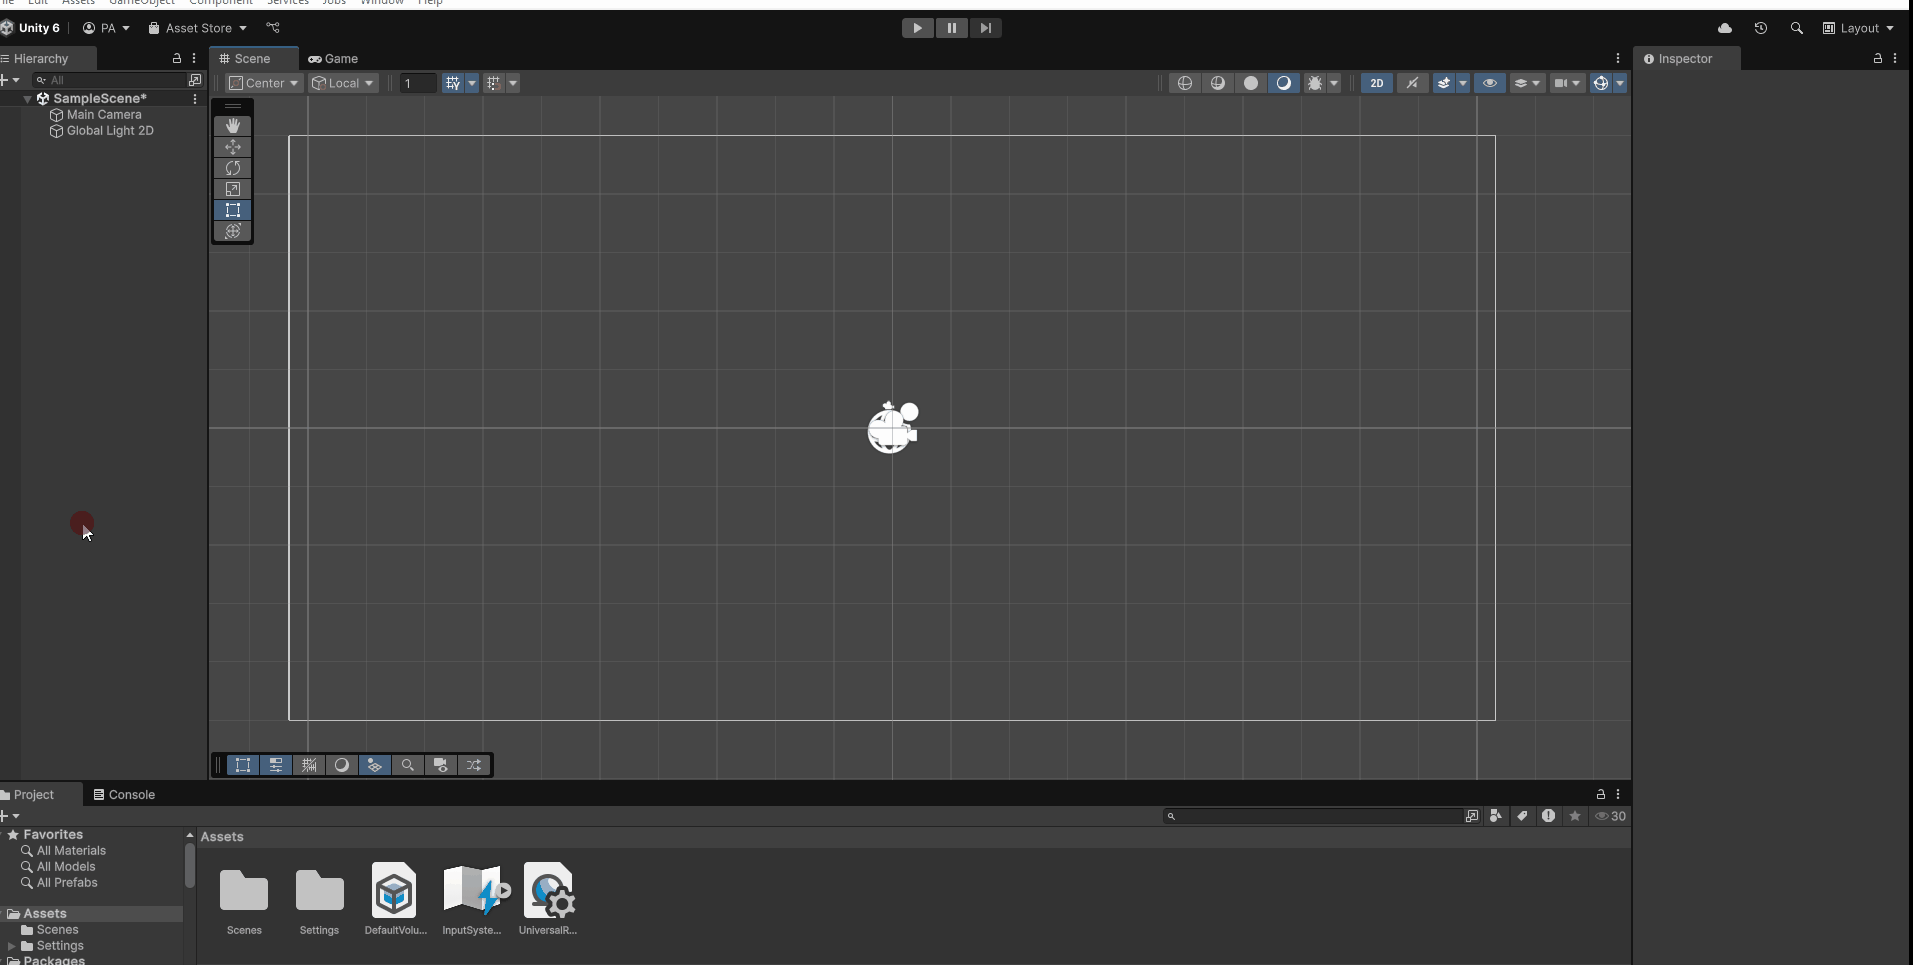 File Edit Assets GameObject Component Services Jobs Window Help
Unity 6 PA Asset Store Layout
Hierarchy Scene Game Inspector
All Center Local 1 2D
SampleScene*
Main Camera
Global Light 2D
Project Console
30
Favorites Assets
All Materials
All Models
All Prefabs
Assets
Scenes
Settings
Packages
Scenes Settings DefaultVolu... InputSyste... UniversalR...